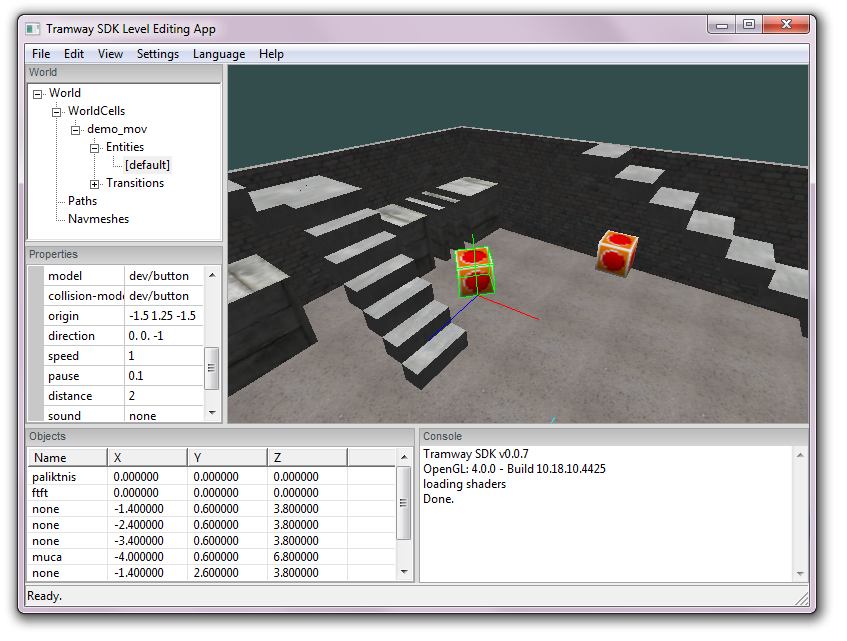 Tramway SDK Level Editing App
File Edit View Settings Language Help
World
World
WorldCells
demo_mov
Entities
[default]
Transitions
Paths
Navmeshes
Properties
model dev/button
collision-mode dev/button
origin -1.5 1.25 -1.5
direction 0. 0. -1
speed 1
pause 0.1
distance 2
sound none
Objects
Name X Y Z
paliktnis 0.000000 0.000000 0.000000
ftft 0.000000 0.000000 0.000000
none -1.400000 0.600000 3.800000
none -2.400000 0.600000 3.800000
none -3.400000 0.600000 3.800000
muca -4.000000 0.600000 6.800000
none -1.400000 2.600000 3.800000
Console
Tramway SDK v0.0.7
OpenGL: 4.0.0 - Build 10.18.10.4425
loading shaders
Done.
Ready.